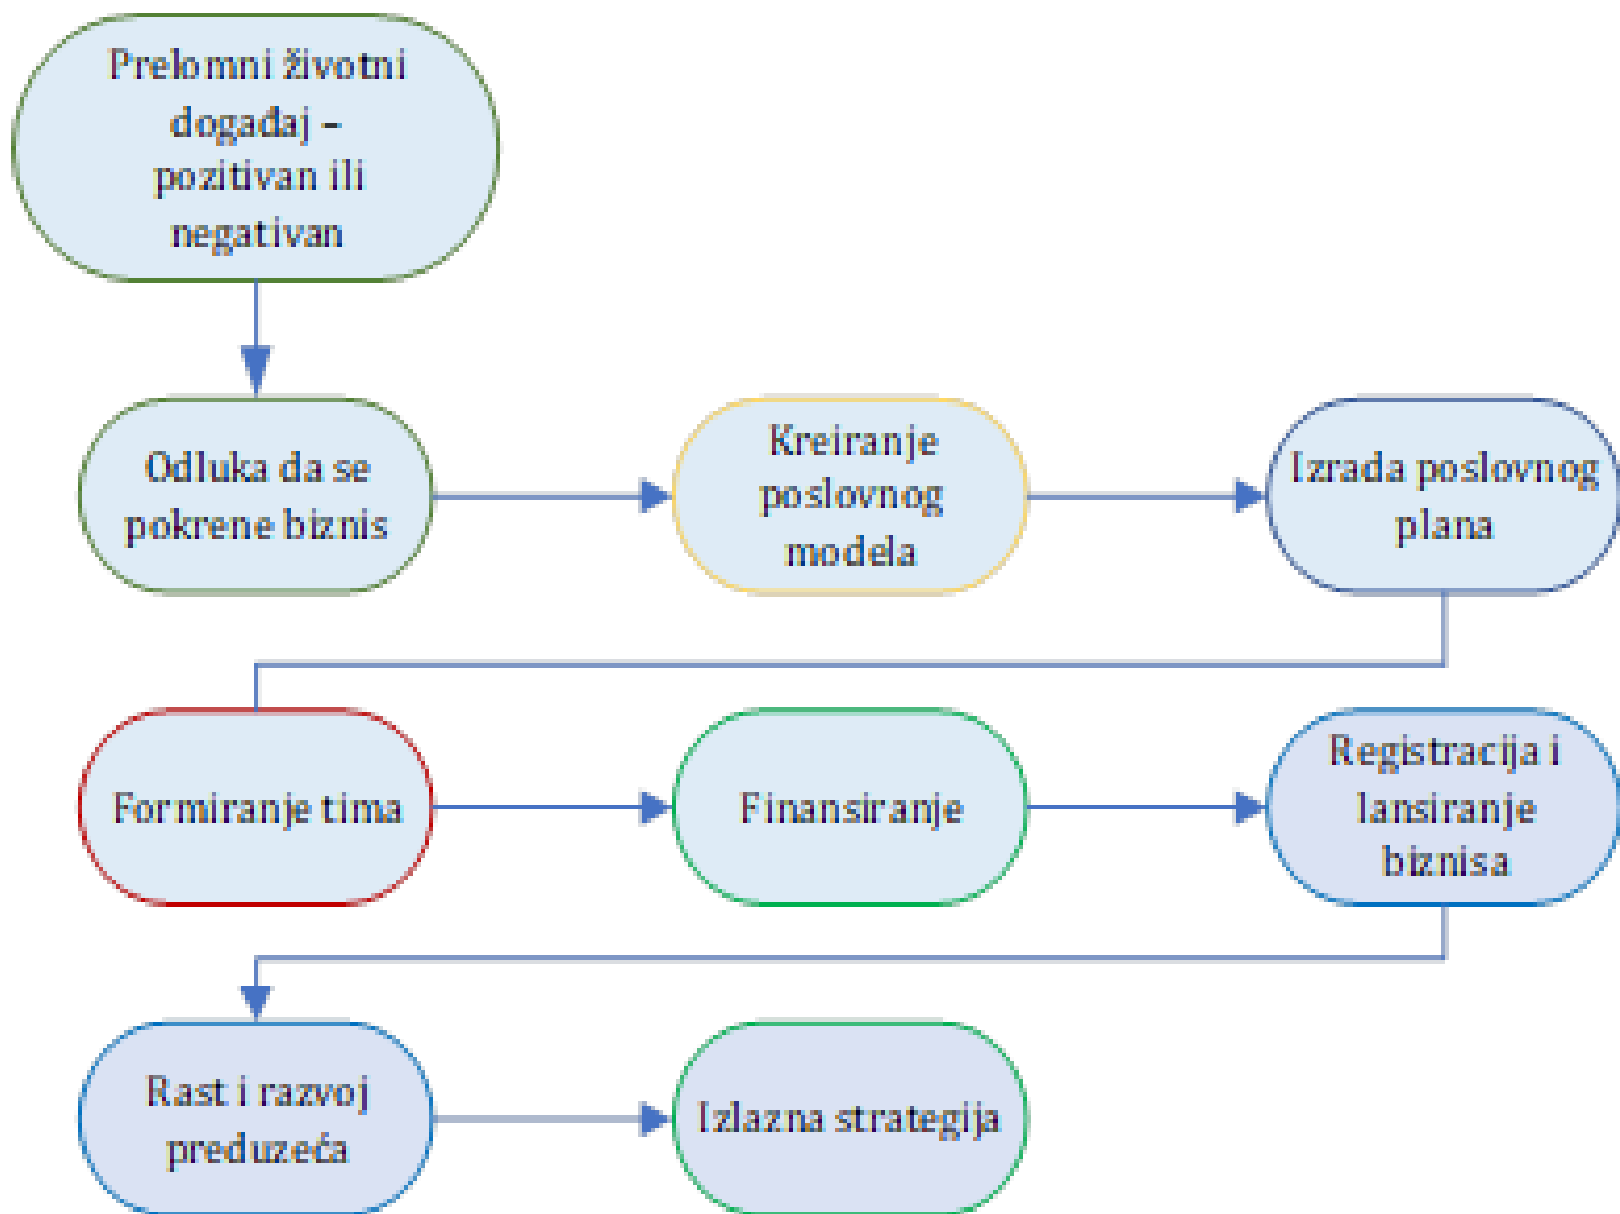 Prelomni životni
događaj –
pozitivan ili
negativan
Odluka da se
pokrene biznis
Kreiranje
poslovnog
modela
Izrada poslovnog
plana
Formiranje tima
Finansiranje
Registracija i
lansiranje
biznisa
Rast i razvoj
preduzeća
Izlazna strategija